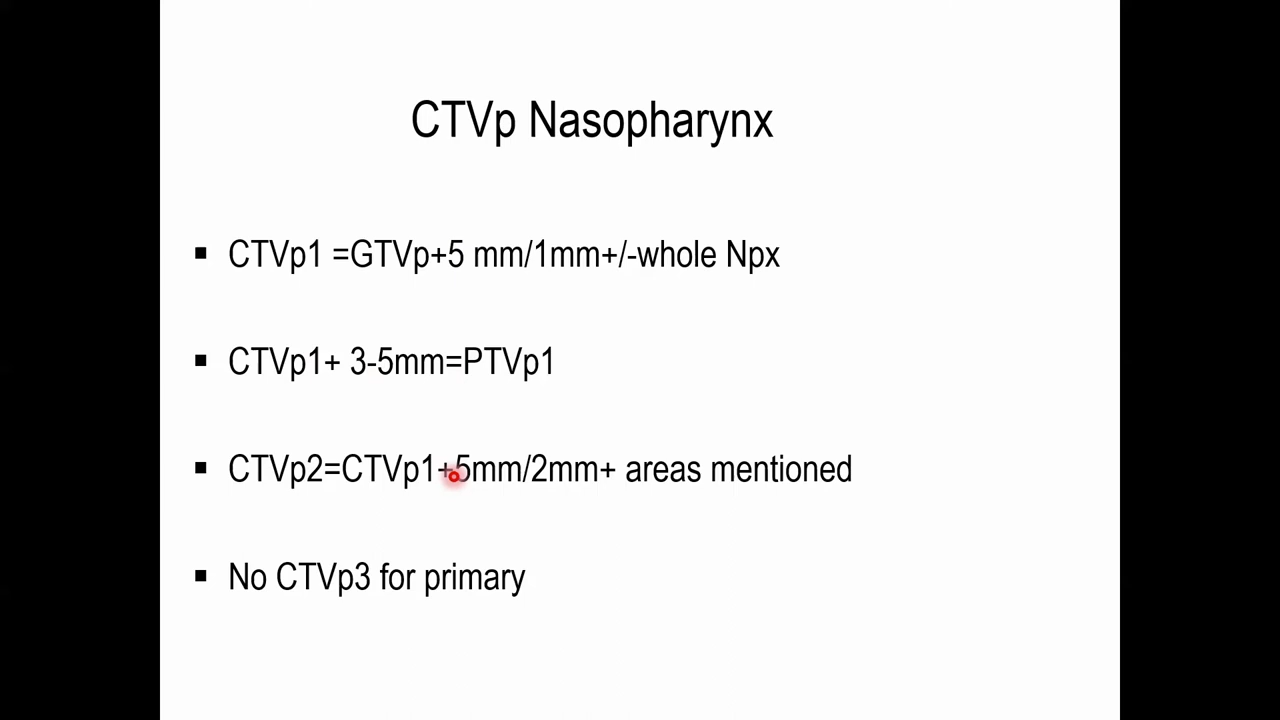 CTVp Nasopharynx
▪ CTVp1 =GTVp+5 mm/1mm+/-whole Npx
▪ CTVp1+ 3-5mm=PTVp1
▪ CTVp2=CTVp1+5mm/2mm+ areas mentioned
▪ No CTVp3 for primary